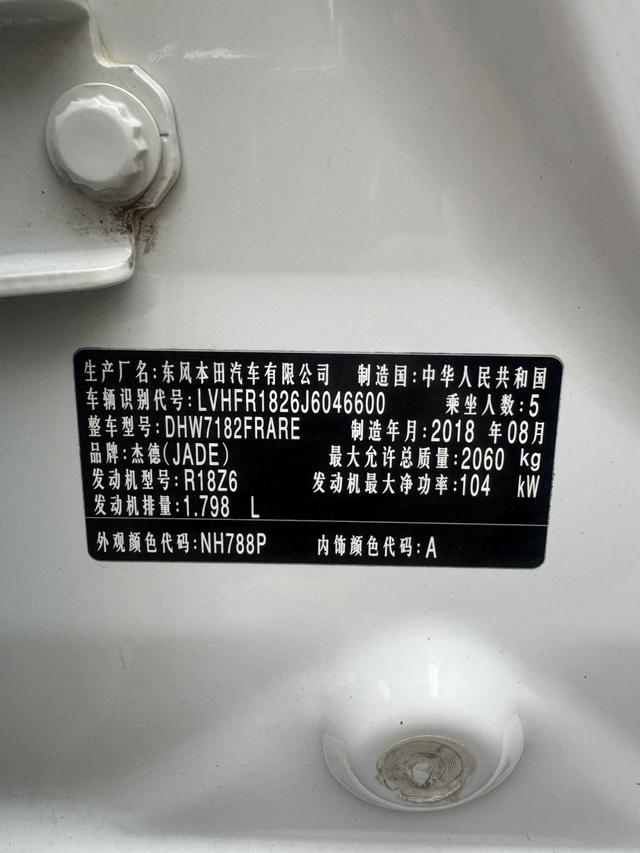 生产厂名:东风本田汽车有限公司 制造国:中华人民共和国
车辆识别代号:LVHFR1826J6046600 乘坐人数:5
整车型号:DHW7182FRARE 制造年月:2018 年08月
品牌:杰德(JADE) 最大允许总质量:2060 kg
发动机型号:R18Z6 发动机最大净功率:104 kW
发动机排量:1.798 L
外观颜色代码:NH788P 内饰颜色代码:A